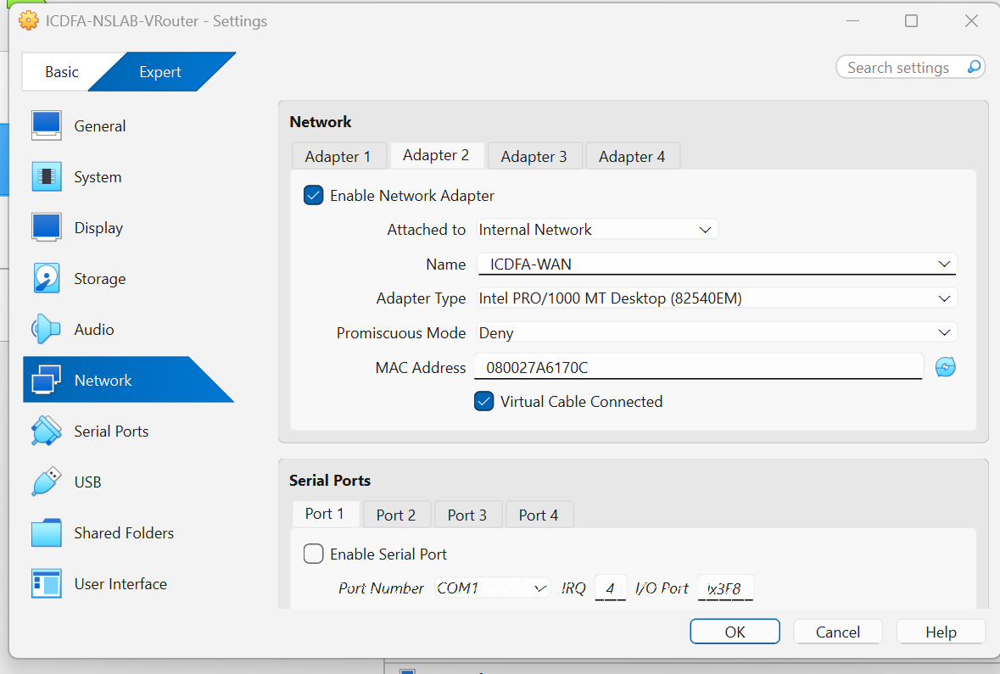 ICDFA-NSLAB-VRouter - Settings
Basic
Expert
Search settings
General
System
Display
Storage
Audio
Network
Serial Ports
USB
Shared Folders
User Interface
Network
Adapter 1
Adapter 2
Adapter 3
Adapter 4
Enable Network Adapter
Attached to Internal Network
Name ICDFA-WAN
Adapter Type Intel PRO/1000 MT Desktop (82540EM)
Promiscuous Mode Deny
MAC Address 080027A6170C
Virtual Cable Connected
Serial Ports
Port 1
Port 2
Port 3
Port 4
Enable Serial Port
Port Number COM1 IRQ 4 I/O Port
OK
Cancel
Help